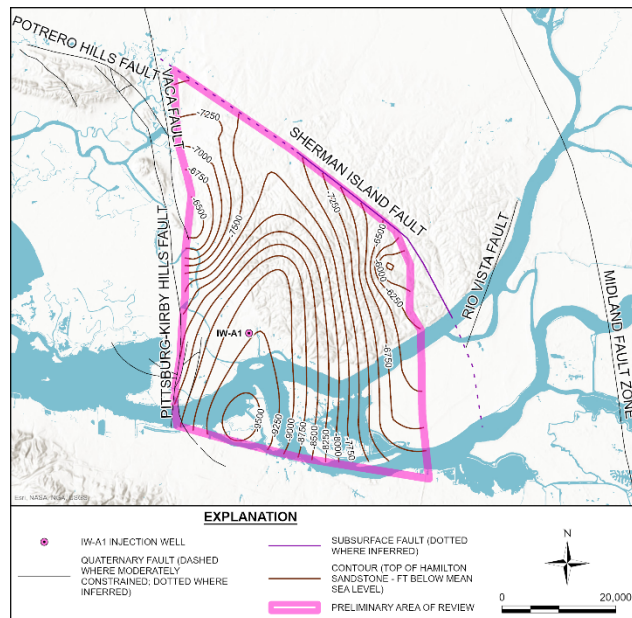 POTRERO HILLS FAULT
VACA FAULT
-7250
-7000
-6750
-6500
-7500
SHERMAN ISLAND FAULT
-7250
-6500
-6000
-6250
RIO VISTA FAULT
MIDLAND FAULT ZONE
PITTSBURG-KIRBY HILLS FAULT
IW-A1
-6750
-9500
-9250
-9000
-8750
-8500
-8250
-8000
-7750
Esri, NASA, NGA, USGS
EXPLANATION
IW-A1 INJECTION WELL
QUATERNARY FAULT (DASHED
WHERE MODERATELY
CONSTRAINED; DOTTED WHERE
INFERRED)
SUBSURFACE FAULT (DOTTED
WHERE INFERRED)
CONTOUR (TOP OF HAMILTON
SANDSTONE - FT BELOW MEAN
SEA LEVEL)
PRELIMINARY AREA OF REVIEW
N
0 20,000